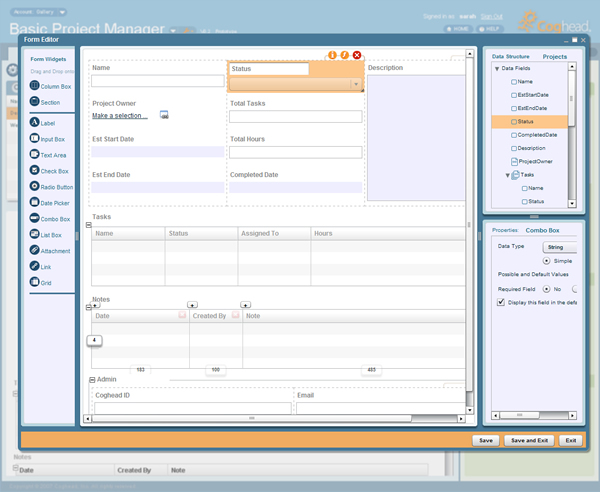 Account: Gallery
Signed in as: sarah Sign Out
Basic Project Manager
HOME
HELP
Coghead
Form Editor
Form Widgets
Drag and Drop onto
Column Box
Section
Label
Input Box
Text Area
Check Box
Radio Button
Date Picker
Combo Box
List Box
Attachment
Link
Grid
Name
Status
Description
Project Owner
Make a selection...
Total Tasks
Est Start Date
Total Hours
Est End Date
Completed Date
Tasks
Name Status Assigned To Hours
Notes
Date Created By Note
4
183 100 485
Admin
Coghead ID Email
Data Structure Projects
Data Fields
Name
EstStartDate
EstEndDate
Status
CompletedDate
Description
ProjectOwner
Tasks
Name
Status
Properties: Combo Box
Data Type String
Simple
Possible and Default Values
Required Field No
Display this field in the defa
Save Save and Exit Exit
Notes
Date Created By Note